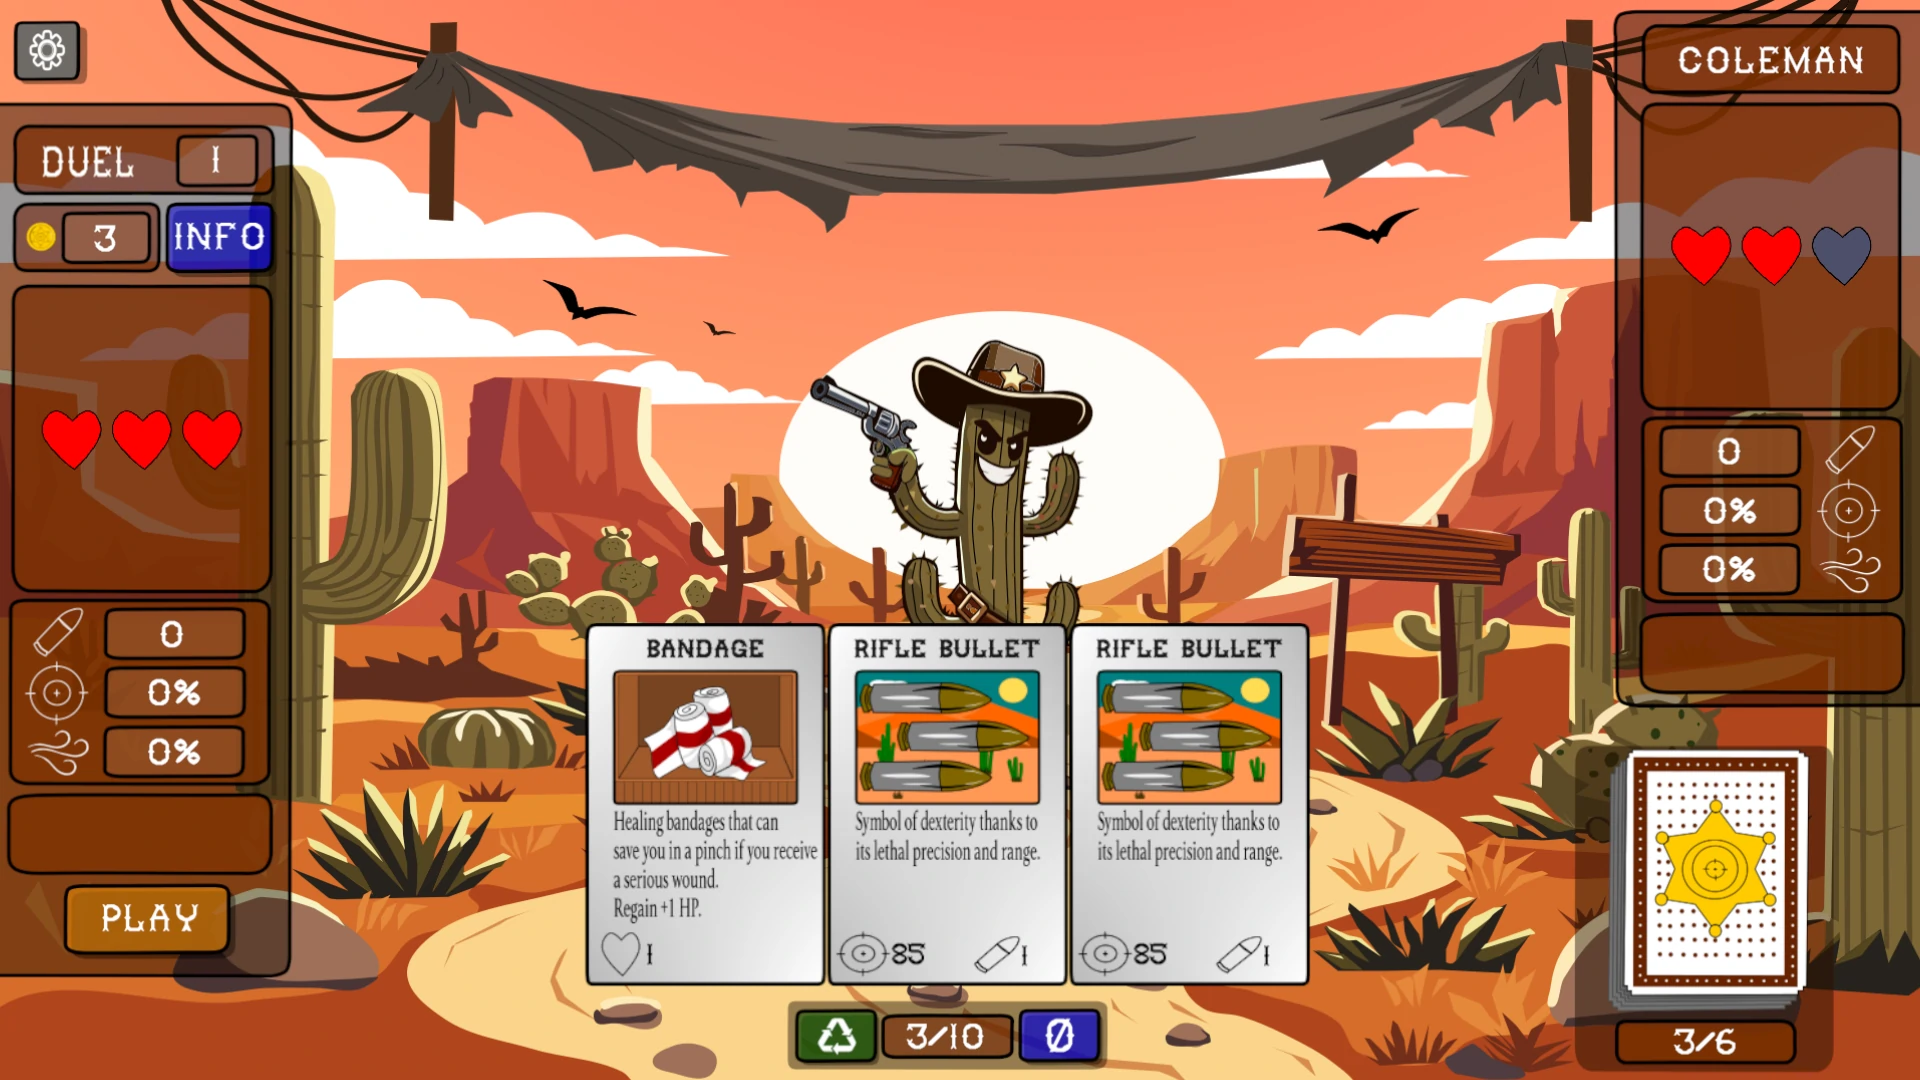 COLEMAN
DUEL 1
3 INFO
0
0%
0%
0
0%
0%
PLAY
BANDAGE
Healing bandages that can
save you in a pinch if you receive
a serious wound.
Regain +1 HP.
1
RIFLE BULLET
Symbol of dexterity thanks to
its lethal precision and range.
85 1
RIFLE BULLET
Symbol of dexterity thanks to
its lethal precision and range.
85 1
3/10 Ø
3/6